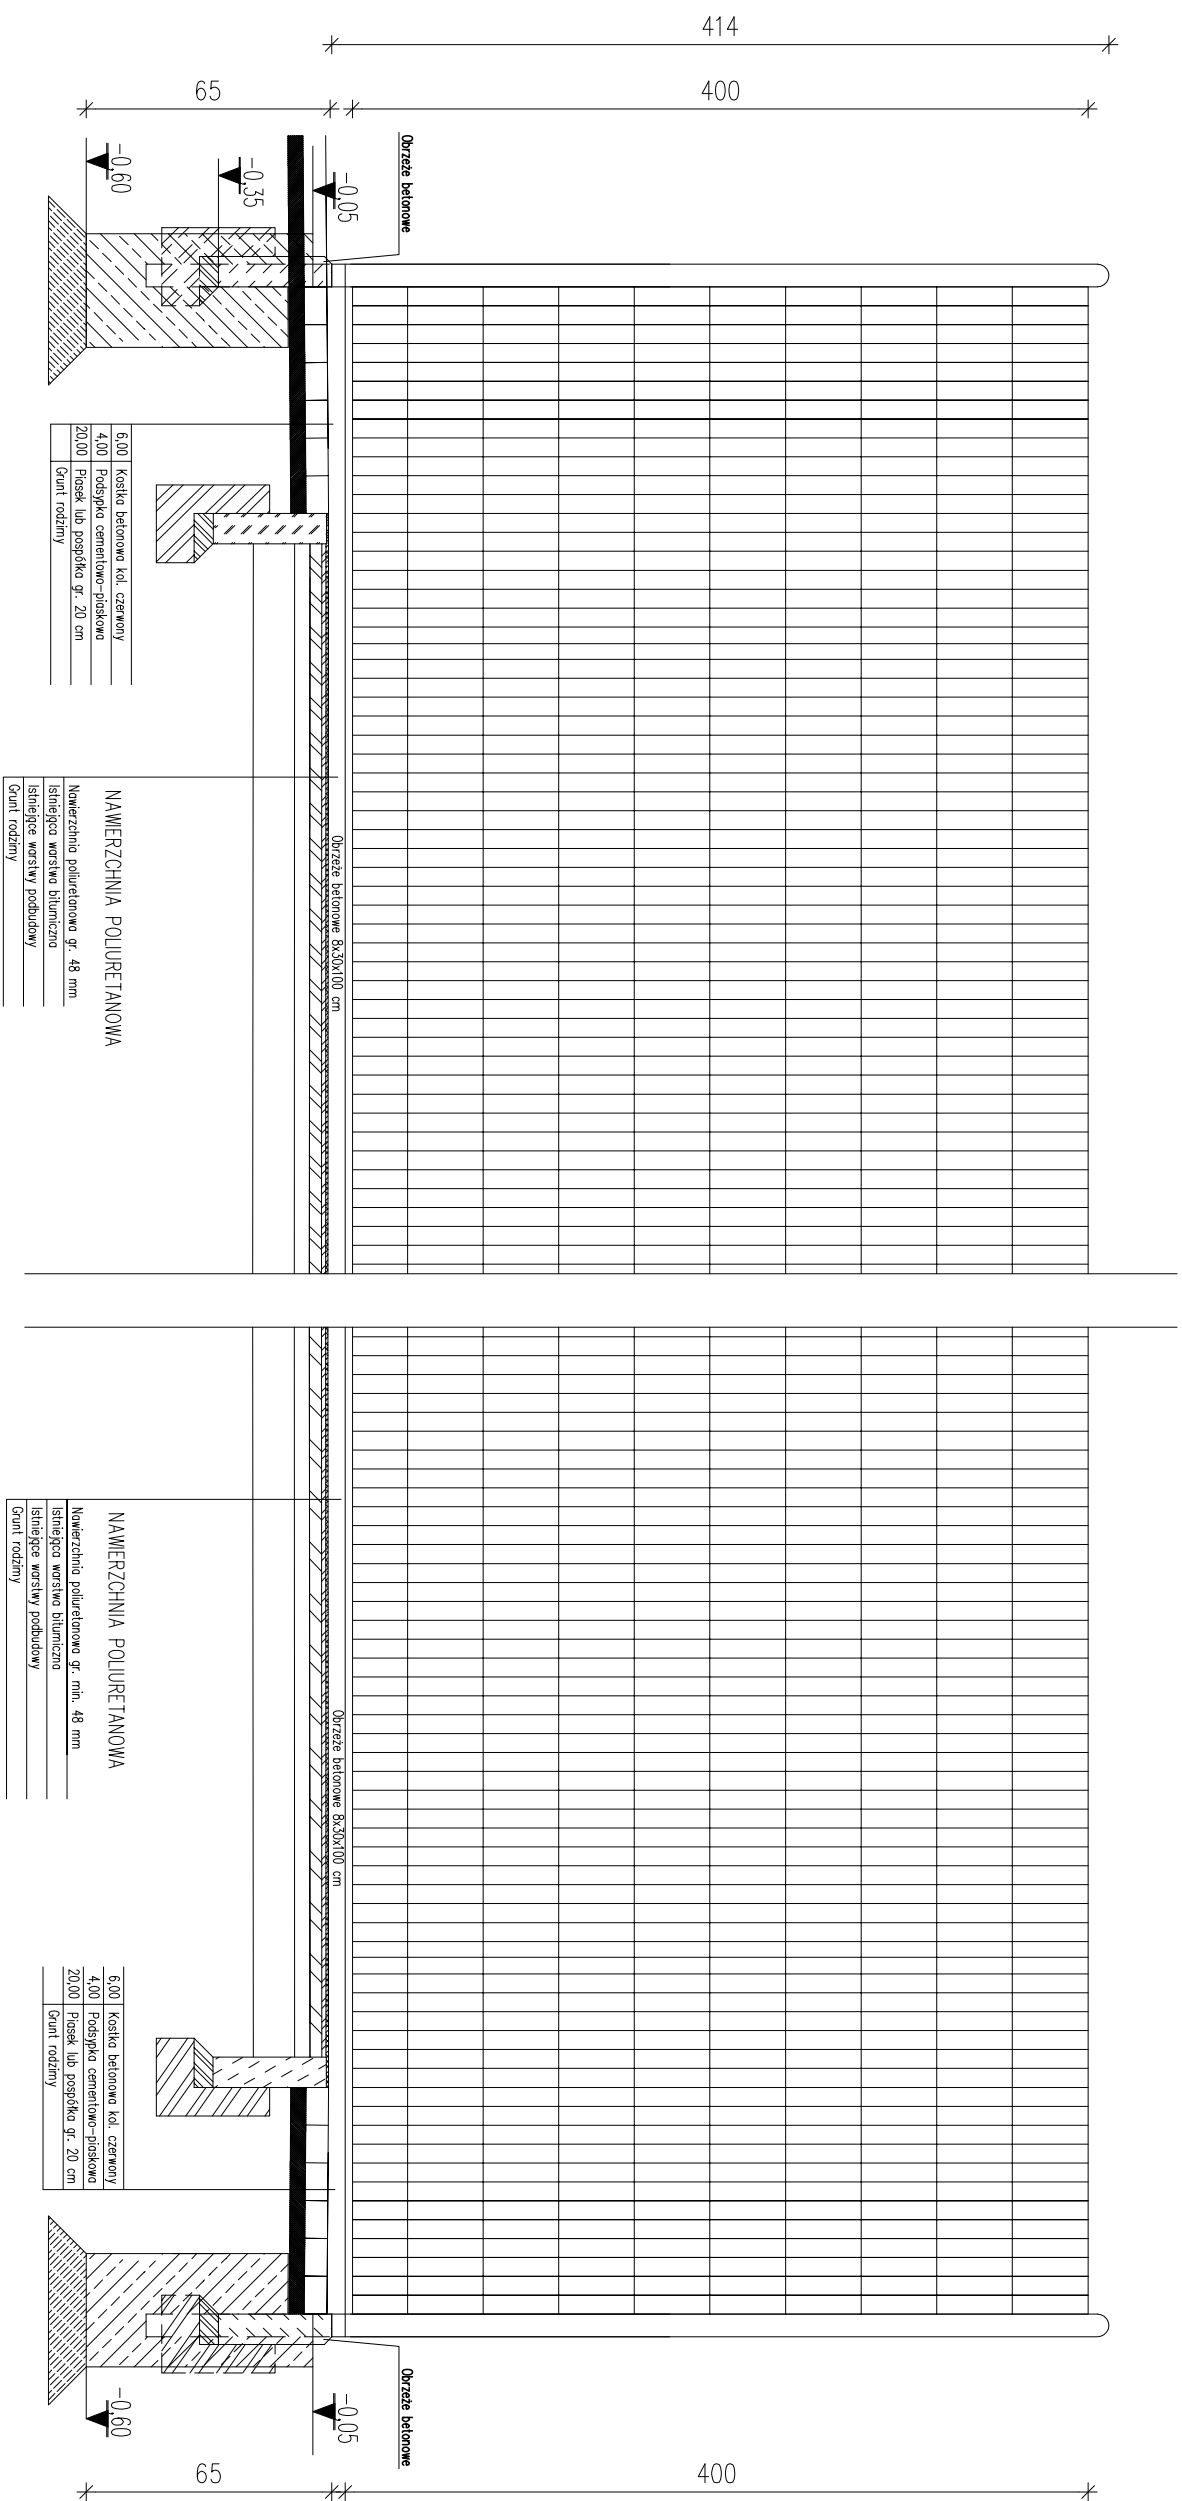 414
65
400
-0,60
-0,35
-0,05
Obrzeże betonowe
6,00 Kostka betonowa kol. czerwony
4,00 Podsypka cementowo-piaskowa
20,00 Piasek lub pospółka gr. 20 cm
Grunt rodzimy
NAWIERZCHNIA POLIURETANOWA
Nawierzchnia poliuretanowa gr. 48 mm
Istniejąca warstwa bitumiczna
Istniejące warstwy podbudowy
Grunt rodzimy
Obrzeże betonowe 8x30x100 cm
NAWIERZCHNIA POLIURETANOWA
Nawierzchnia poliuretanowa gr. min. 48 mm
Istniejąca warstwa bitumiczna
Istniejące warstwy podbudowy
Grunt rodzimy
Obrzeże betonowe 8x30x100 cm
6,00 Kostka betonowa kol. czerwony
4,00 Podsypka cementowo-piaskowa
20,00 Piasek lub pospółka gr. 20 cm
Grunt rodzimy
Obrzeże betonowe
-0,60
-0,05
65
400